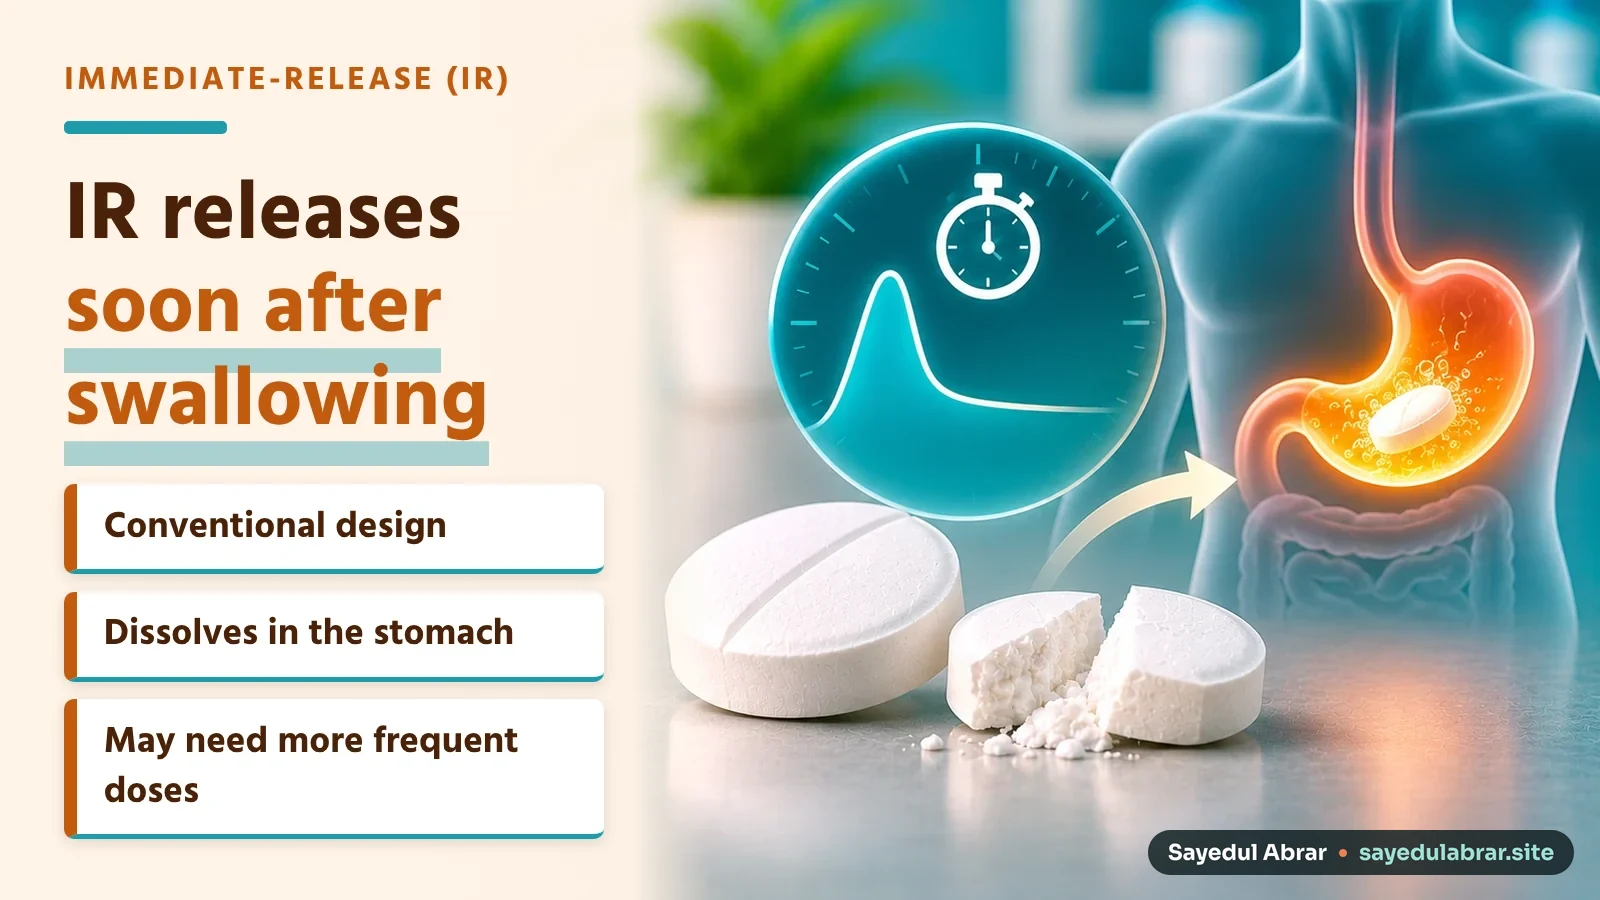 IMMEDIATE-RELEASE (IR)
IR releases
soon after
swallowing
Conventional design
Dissolves in the stomach
May need more frequent
doses
Sayedul Abrar • sayedulabrar.site